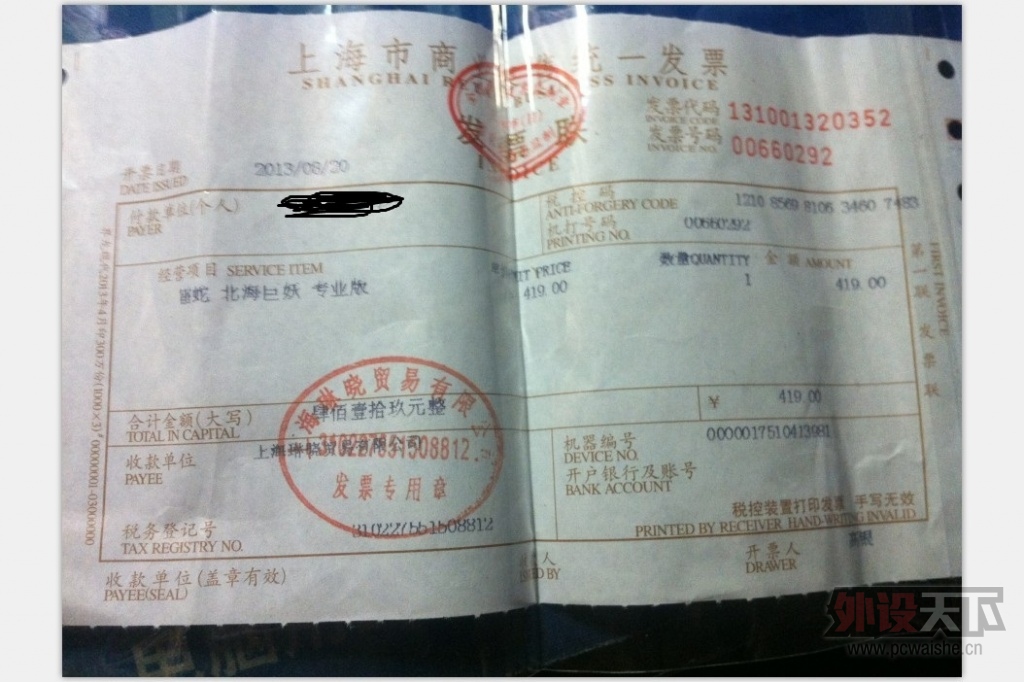 上海市商 统一发票
SHANGHAI SS INVOICE
发票联
INVOICE
发票代码 131001320352
INVOICE CODE
发票号码 00660292
INVOICE NO.
开票日期 2013/08/20
DATE ISSUED
付款单位(个人)
PAYER
税控码 1210 8569 8106 3460 7483
ANTI-FORGERY CODE
机打号码 00660292
PRINTING NO.
经营项目 SERVICE ITEM
PRICE
数量QUANTITY
金额 AMOUNT
蛇 北海巨妖 专业版 419.00 1 419.00
合计金额(大写) 肆佰壹拾玖元整
TOTAL IN CAPITAL
¥ 419.00
收款单位
PAYEE
发票专用章
机器编号
DEVICE NO.
开户银行及账号
BANK ACCOUNT
税务登记号
TAX REGISTRY NO.
税控装置打印发票 手写无效
PRINTED BY RECEIVER HAND-WRITING INVALID
收款单位(盖章有效)
PAYEE(SEAL)
开票人
DRAWER
第一联 发票联
FIRST INVOICE
外设天下
www.pcwaishe.cn